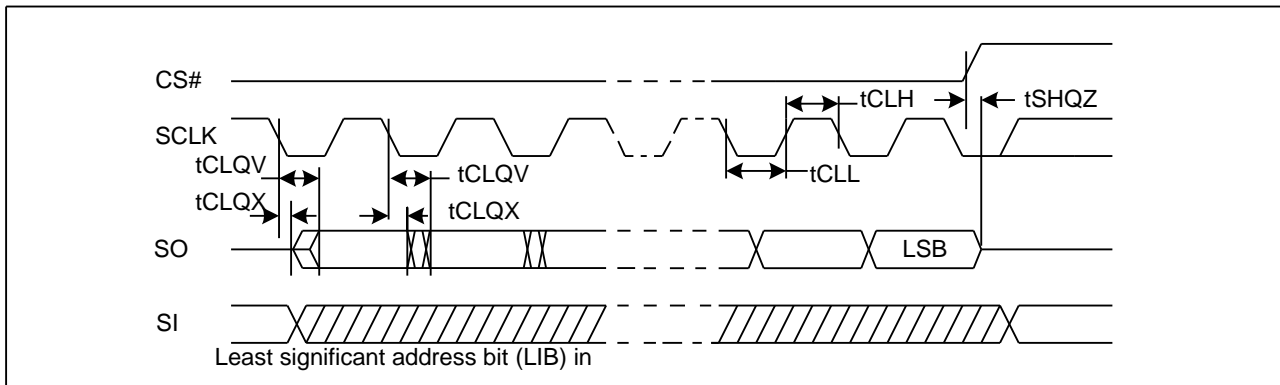 CS#
tCLH
tSHQZ
SCLK
tCLQV
tCLQV
tCLL
tCLQX
tCLQX
SO
LSB
SI
Least significant address bit (LIB) in